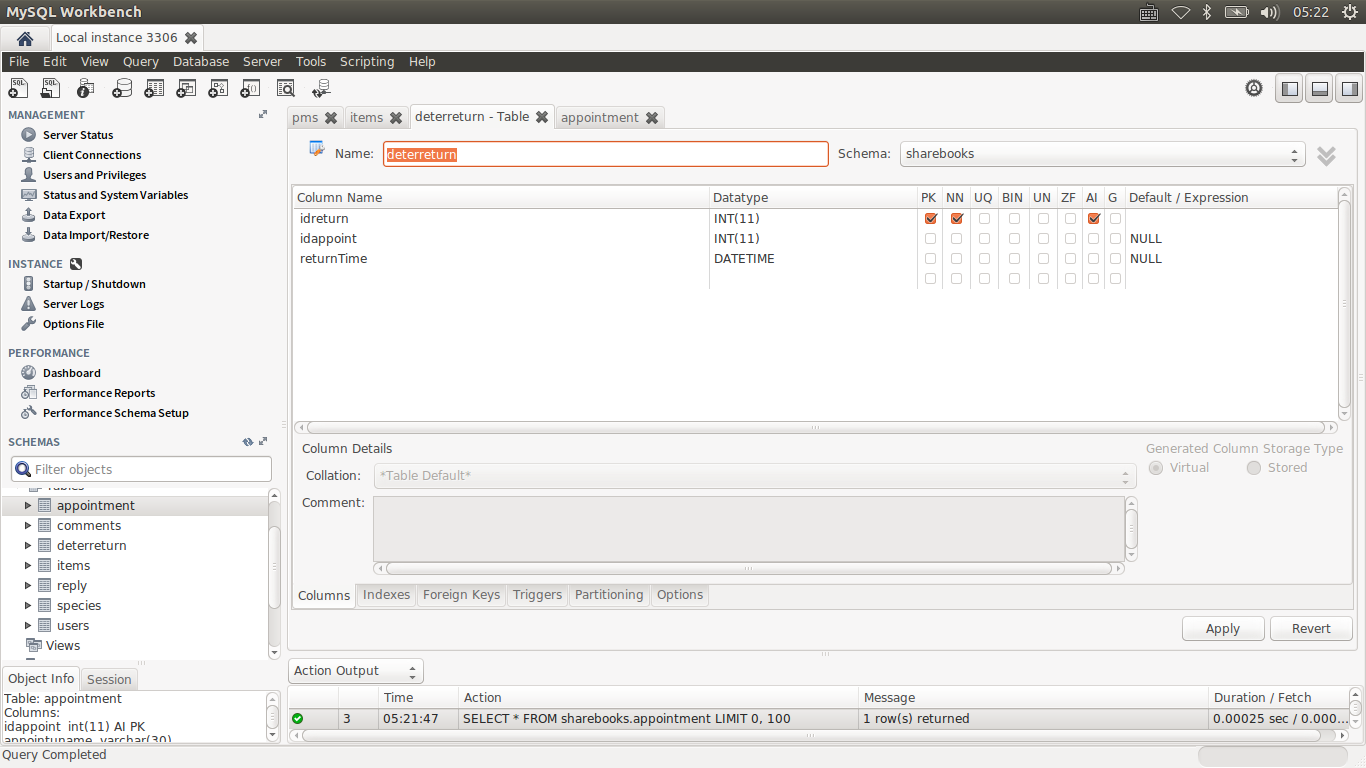 MySQL Workbench
05:22
Local instance 3306
File Edit View Query Database Server Tools Scripting Help
MANAGEMENT
Server Status
Client Connections
Users and Privileges
Status and System Variables
Data Export
Data Import/Restore
INSTANCE
Startup / Shutdown
Server Logs
Options File
PERFORMANCE
Dashboard
Performance Reports
Performance Schema Setup
SCHEMAS
Filter objects
Tables
appointment
comments
deterreturn
items
reply
species
users
Views
Object Info Session
Table: appointment
Columns:
idappoint int(11) AI PK
appointuname varchar(30)
pms items deterreturn - Table appointment
Name: deterreturn Schema: sharebooks
Column Name Datatype PK NN UQ BIN UN ZF AI G Default / Expression
idreturn INT(11)
idappoint INT(11) NULL
returnTime DATETIME NULL
Column Details Generated Column Storage Type
Collation: *Table Default* Virtual Stored
Comment:
Columns Indexes Foreign Keys Triggers Partitioning Options
Apply Revert
Action Output
Time Action Message Duration / Fetch
3 05:21:47 SELECT * FROM sharebooks.appointment LIMIT 0, 100 1 row(s) returned 0.00025 sec / 0.000...
Query Completed